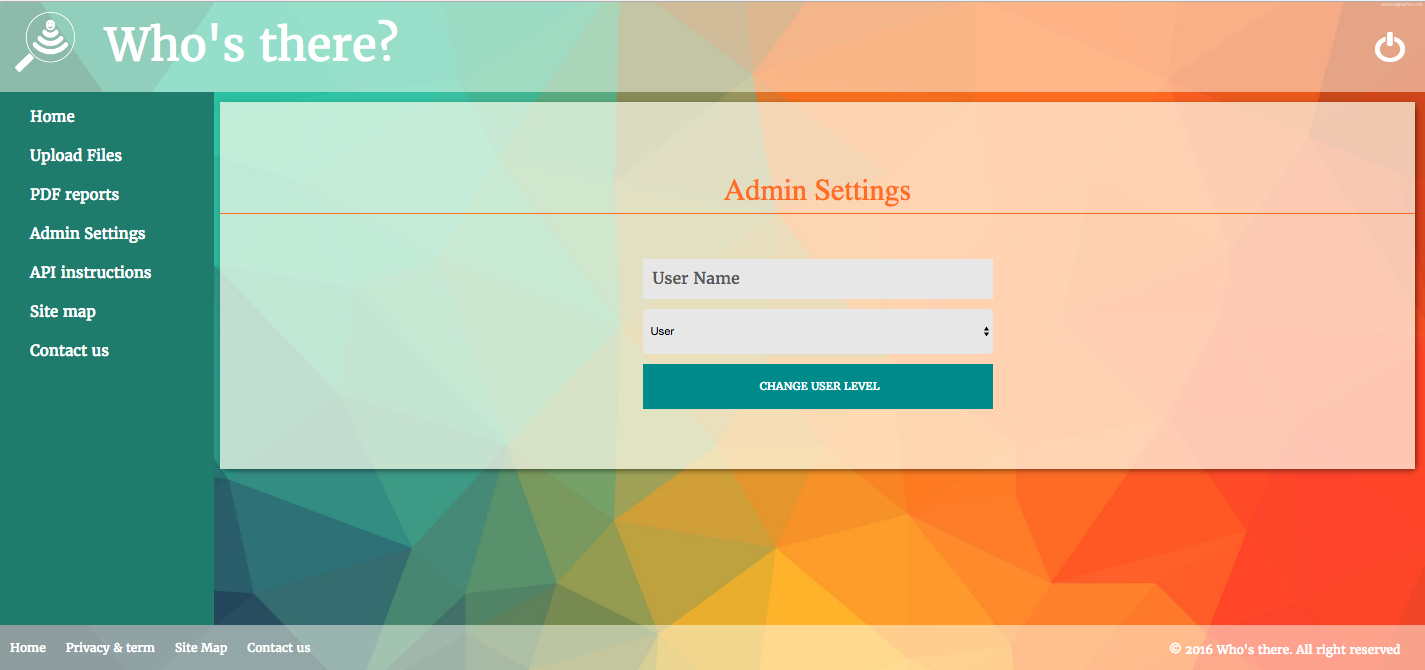 Who's there?
Home
Upload Files
PDF reports
Admin Settings
API instructions
Site map
Contact us
Admin Settings
User Name
User
CHANGE USER LEVEL
Home Privacy & term Site Map Contact us
© 2016 Who's there. All right reserved